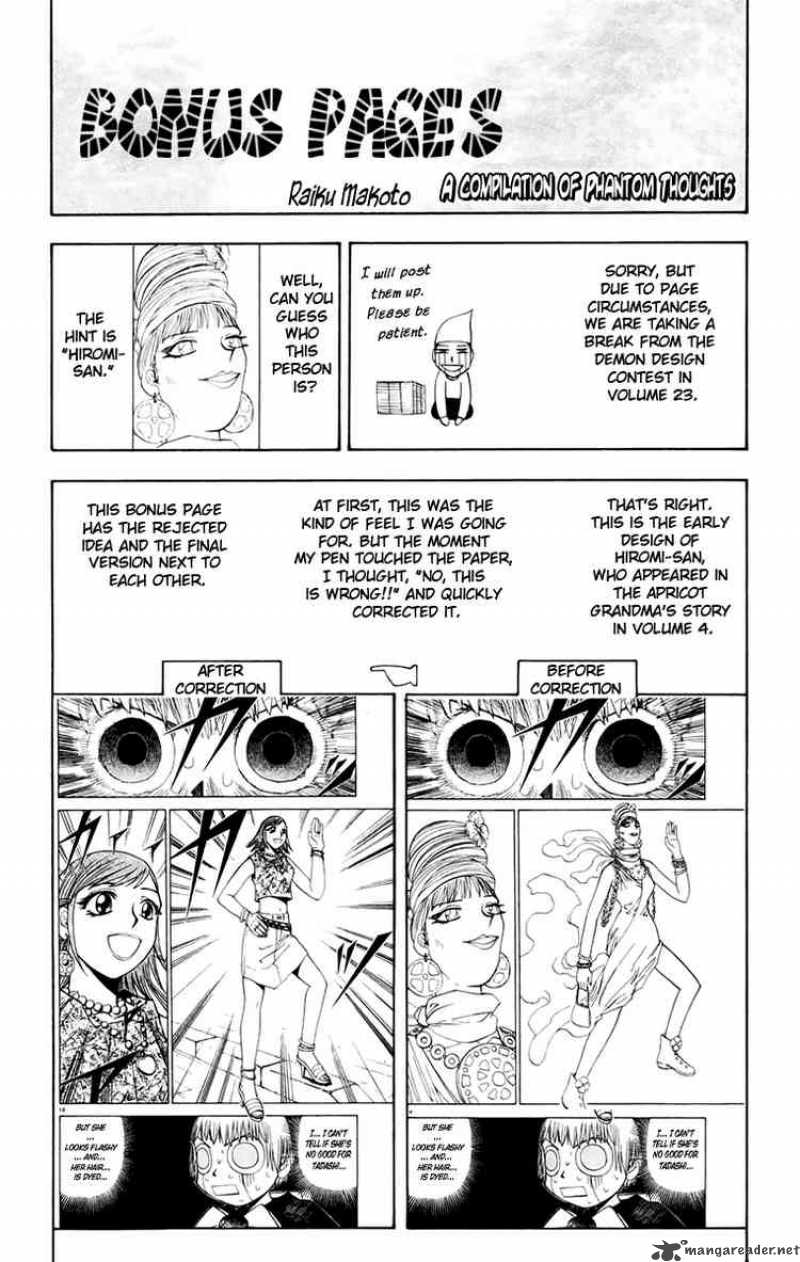 BONUS PAGES
Raiku Makoto
A COMPILATION OF PHANTOM THOUGHTS
SORRY, BUT
DUE TO PAGE
CIRCUMSTANCES,
WE ARE TAKING A
BREAK FROM THE
DEMON DESIGN
CONTEST IN
VOLUME 23.
I will post
them up.
Please be
patient.
WELL,
CAN YOU
GUESS
WHO
THIS
PERSON
IS?
THE
HINT IS
"HIROMI-
SAN."
THAT'S RIGHT.
THIS IS THE EARLY
DESIGN OF
HIROMI-SAN,
WHO APPEARED IN
THE APRICOT
GRANDMA'S STORY
IN VOLUME 4.
AT FIRST, THIS WAS THE
KIND OF FEEL I WAS GOING
FOR. BUT THE MOMENT
MY PEN TOUCHED THE PAPER,
I THOUGHT, "NO, THIS
IS WRONG!!" AND QUICKLY
CORRECTED IT.
THIS BONUS PAGE
HAS THE REJECTED
IDEA AND THE FINAL
VERSION NEXT TO
EACH OTHER.
BEFORE
CORRECTION
I... I CAN'T
TELL IF SHE'S
NO GOOD FOR
TADASHI...
BUT SHE
...
LOOKS FLASHY
... AND...
HER HAIR...
IS DYED...
AFTER
CORRECTION
I... I CAN'T
TELL IF SHE'S
NO GOOD FOR
TADASHI...
BUT SHE
...
LOOKS FLASHY
... AND...
HER HAIR...
IS DYED...
mangareader.net